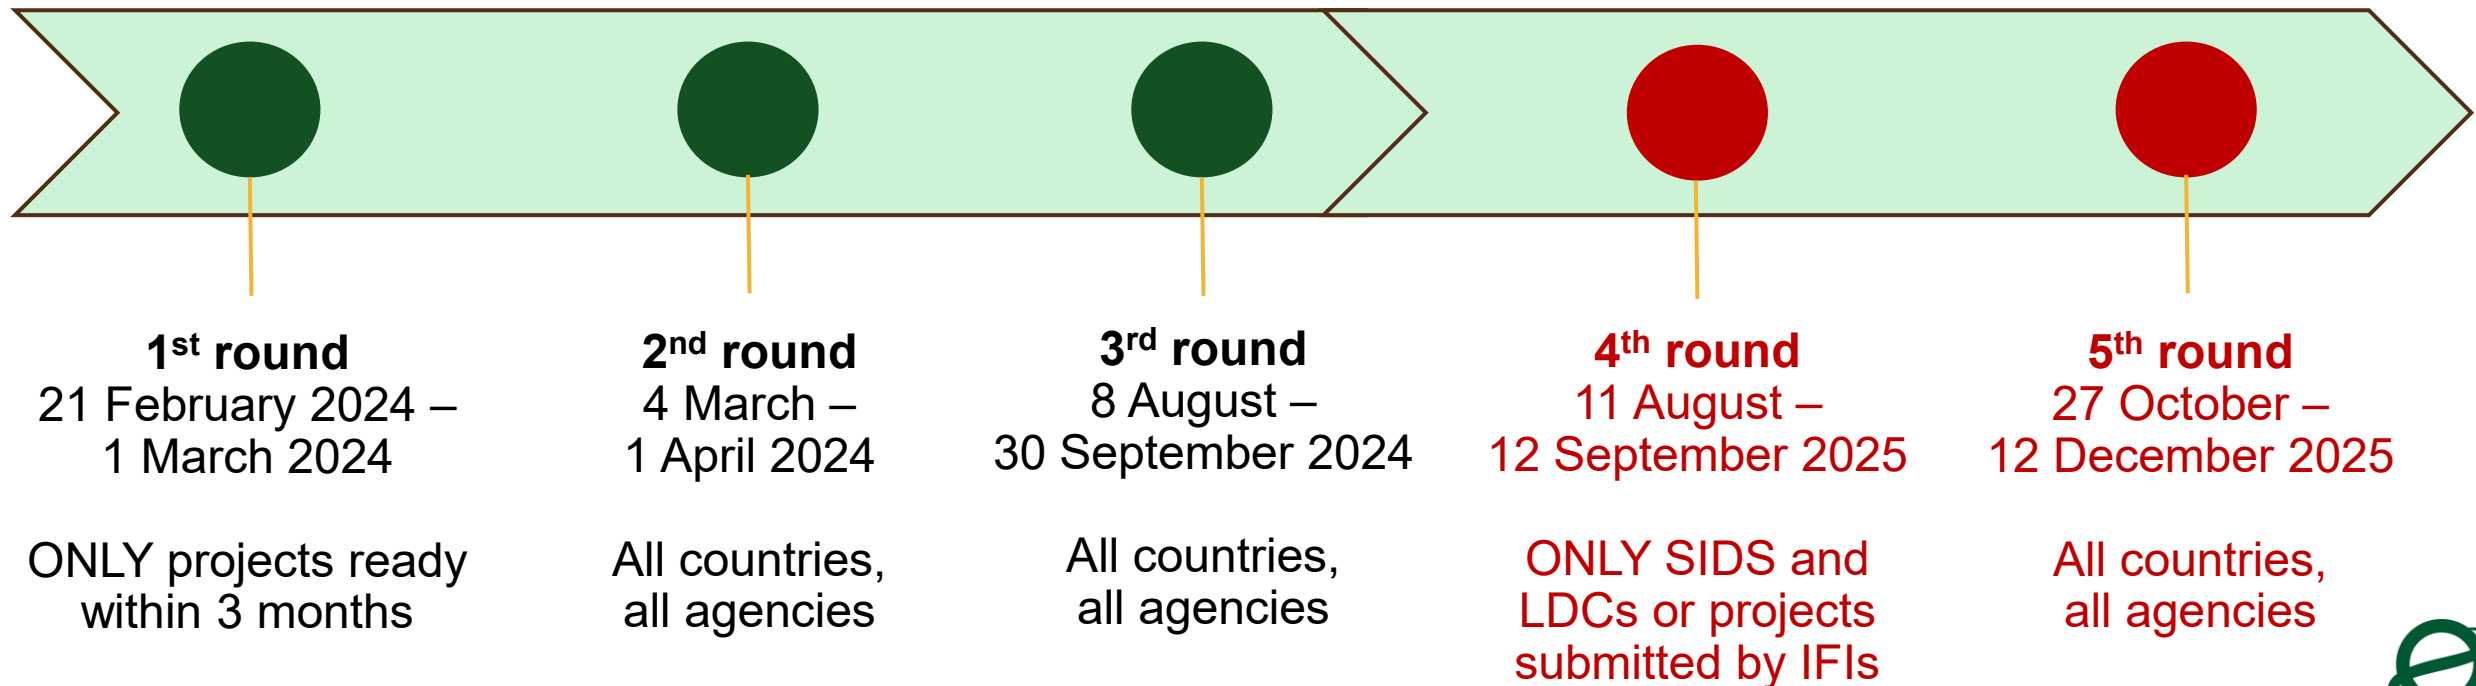 1st round
21 February 2024 –
1 March 2024
ONLY projects ready
within 3 months
2nd round
4 March –
1 April 2024
All countries,
all agencies
3rd round
8 August –
30 September 2024
All countries,
all agencies
4th round
11 August –
12 September 2025
ONLY SIDS and
LDCs or projects
submitted by IFIs
5th round
27 October –
12 December 2025
All countries,
all agencies